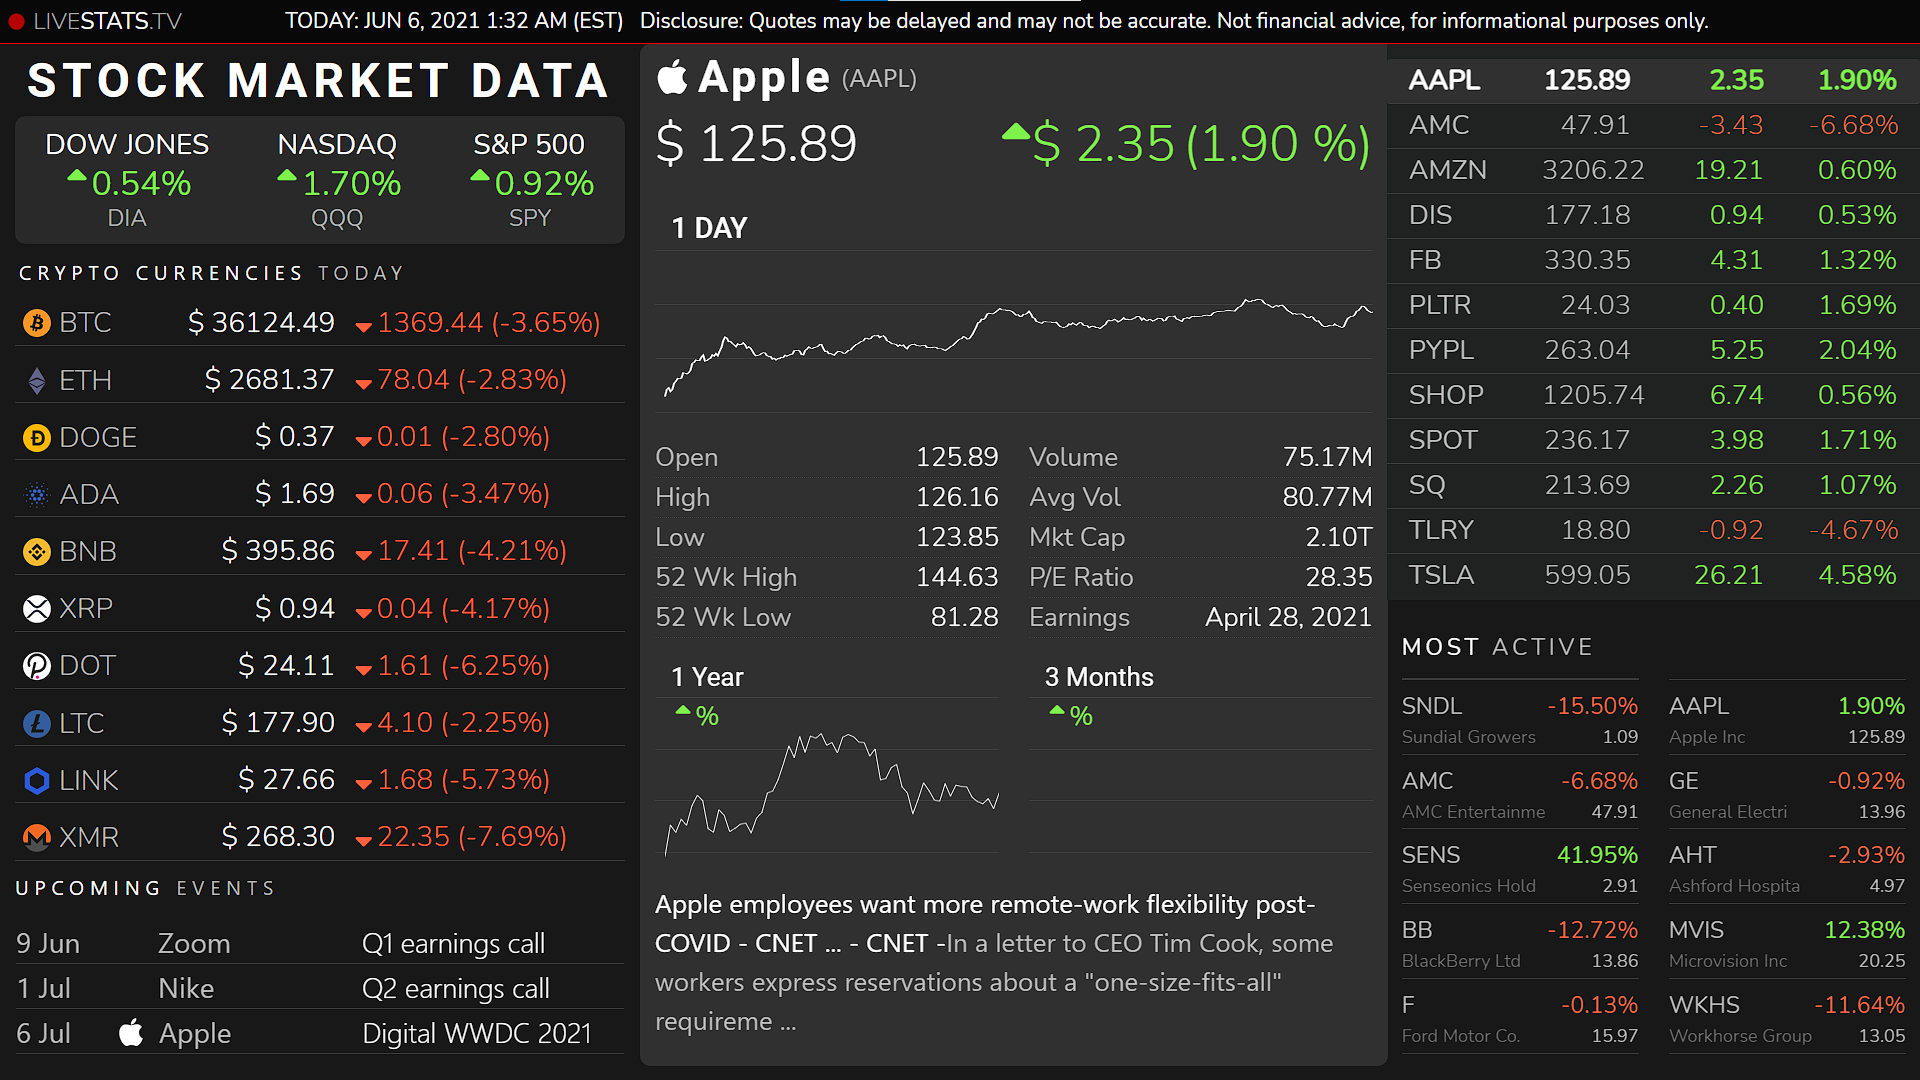 LIVESTATS.TV
TODAY: JUN 6, 2021 1:32 AM (EST)
Disclosure: Quotes may be delayed and may not be accurate. Not financial advice, for informational purposes only.
STOCK MARKET DATA
DOW JONES NASDAQ S&P 500
0.54% 1.70% 0.92%
DIA QQQ SPY
CRYPTO CURRENCIES TODAY
BTC $ 36124.49 1369.44 (-3.65%)
ETH $ 2681.37 78.04 (-2.83%)
DOGE $ 0.37 0.01 (-2.80%)
ADA $ 1.69 0.06 (-3.47%)
BNB $ 395.86 17.41 (-4.21%)
XRP $ 0.94 0.04 (-4.17%)
DOT $ 24.11 1.61 (-6.25%)
LTC $ 177.90 4.10 (-2.25%)
LINK $ 27.66 1.68 (-5.73%)
XMR $ 268.30 22.35 (-7.69%)
UPCOMING EVENTS
9 Jun Zoom Q1 earnings call
1 Jul Nike Q2 earnings call
6 Jul Apple Digital WWDC 2021
Apple (AAPL)
$ 125.89 $ 2.35 (1.90 %)
1 DAY
Open 125.89 Volume 75.17M
High 126.16 Avg Vol 80.77M
Low 123.85 Mkt Cap 2.10T
52 Wk High 144.63 P/E Ratio 28.35
52 Wk Low 81.28 Earnings April 28, 2021
1 Year 3 Months
% %
Apple employees want more remote-work flexibility post-
COVID - CNET ... - CNET -In a letter to CEO Tim Cook, some
workers express reservations about a "one-size-fits-all"
requireme ...
AAPL 125.89 2.35 1.90%
AMC 47.91 -3.43 -6.68%
AMZN 3206.22 19.21 0.60%
DIS 177.18 0.94 0.53%
FB 330.35 4.31 1.32%
PLTR 24.03 0.40 1.69%
PYPL 263.04 5.25 2.04%
SHOP 1205.74 6.74 0.56%
SPOT 236.17 3.98 1.71%
SQ 213.69 2.26 1.07%
TLRY 18.80 -0.92 -4.67%
TSLA 599.05 26.21 4.58%
MOST ACTIVE
SNDL -15.50% AAPL 1.90%
Sundial Growers 1.09 Apple Inc 125.89
AMC -6.68% GE -0.92%
AMC Entertainme 47.91 General Electri 13.96
SENS 41.95% AHT -2.93%
Senseonics Hold 2.91 Ashford Hospita 4.97
BB -12.72% MVIS 12.38%
BlackBerry Ltd 13.86 Microvision Inc 20.25
F -0.13% WKHS -11.64%
Ford Motor Co. 15.97 Workhorse Group 13.05